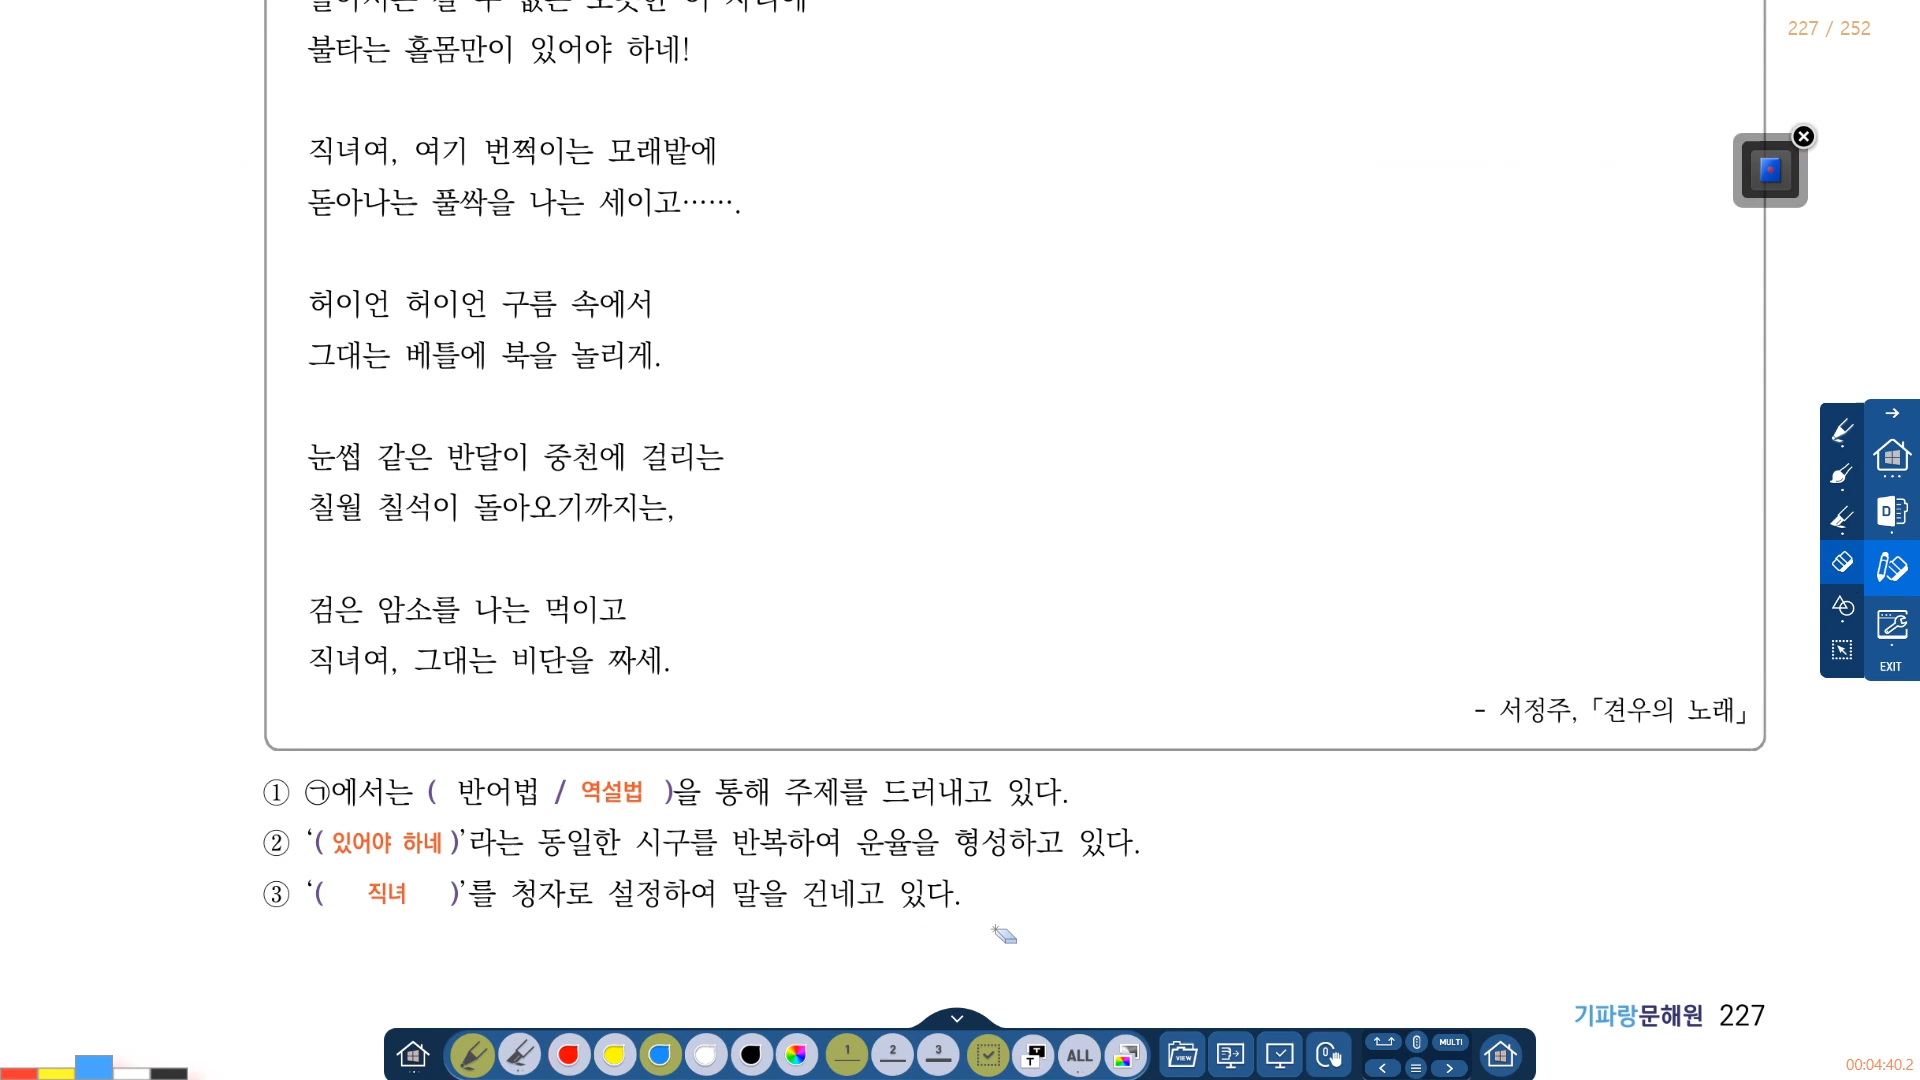 227 / 252
불타는 홀몸만이 있어야 하네!
직녀여, 여기 번쩍이는 모래밭에
돋아나는 풀싹을 나는 세이고…….
허이언 허이언 구름 속에서
그대는 베틀에 북을 놀리게.
눈썹 같은 반달이 중천에 걸리는
칠월 칠석이 돌아오기까지는,
검은 암소를 나는 먹이고
직녀여, 그대는 비단을 짜세.
- 서정주, 「견우의 노래」
① ㉠에서는 ( 반어법 / 역설법 )을 통해 주제를 드러내고 있다.
② ‘( 있어야 하네 )’라는 동일한 시구를 반복하여 운율을 형성하고 있다.
③ ‘( 직녀 )’를 청자로 설정하여 말을 건네고 있다.
EXIT
기파랑문해원 227
1 2 3 ALL VIEW MULTI
00:04:40.2